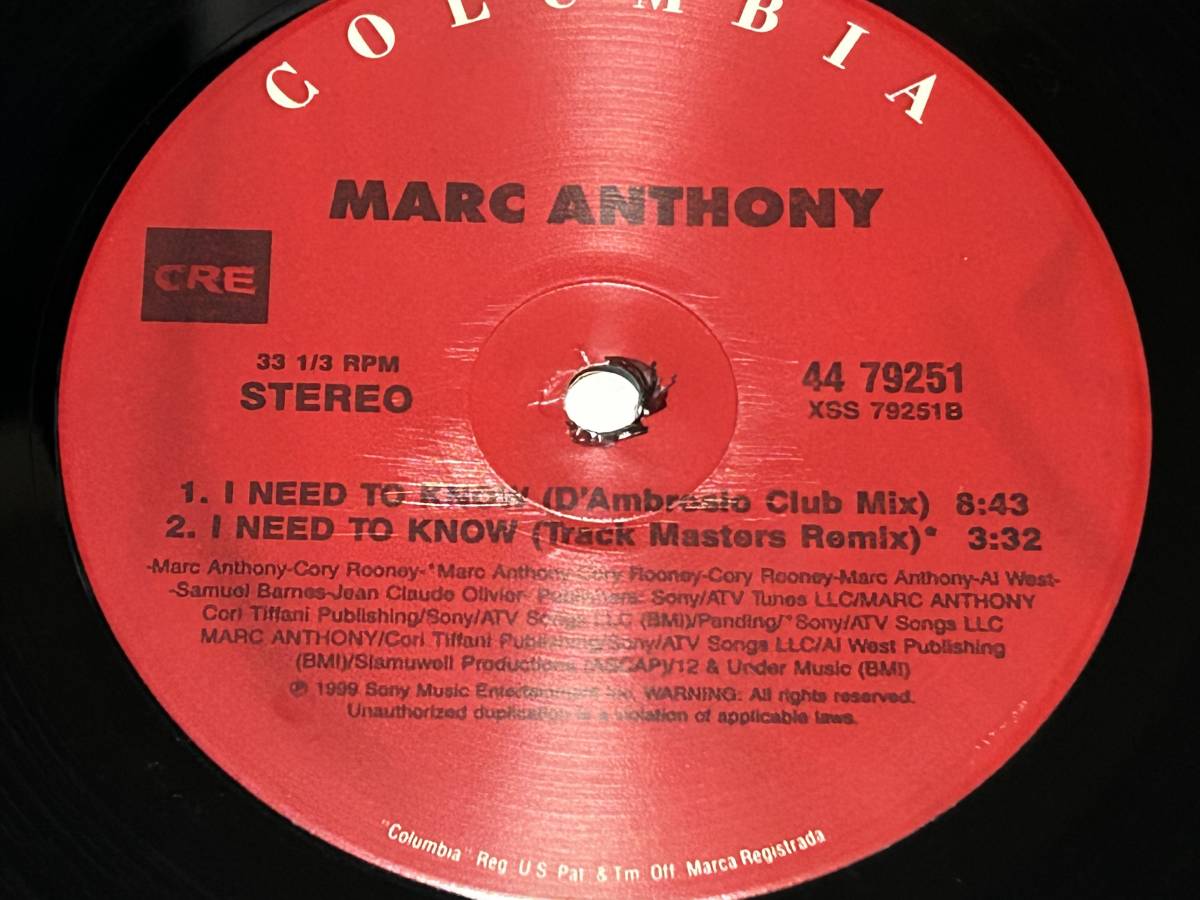 COLUMBIA
MARC ANTHONY
CRE
33 1/3 RPM
STEREO
44 79251
XSS 79251B
1. I NEED TO KNOW (D'Ambrosio Club Mix) 8:43
2. I NEED TO KNOW (Track Masters Remix)* 3:32
-Marc Anthony-Cory Rooney-*Marc Anthony-Cory Rooney-Cory Rooney-Marc Anthony-Al West-
-Samuel Barnes-Jean Claude Olivier- Publishers: Sony/ATV Tunes LLC/MARC ANTHONY
Cori Tiffani Publishing/Sony/ATV Songs LLC (BMI)/Pending/*Sony/ATV Songs LLC
MARC ANTHONY/Cori Tiffani Publishing/Sony/ATV Songs LLC/Al West Publishing
(BMI)/Slamuwell Productions (ASCAP)/12 & Under Music (BMI)
℗ 1999 Sony Music Entertainment Inc. WARNING: All rights reserved.
Unauthorized duplication is a violation of applicable laws.
"Columbia" Reg U S Pat & Tm Off Marca Registrada